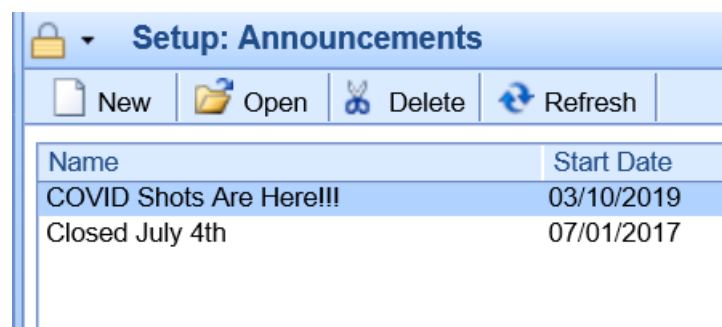 Setup: Announcements
New Open Delete Refresh
Name Start Date
COVID Shots Are Here!!! 03/10/2019
Closed July 4th 07/01/2017